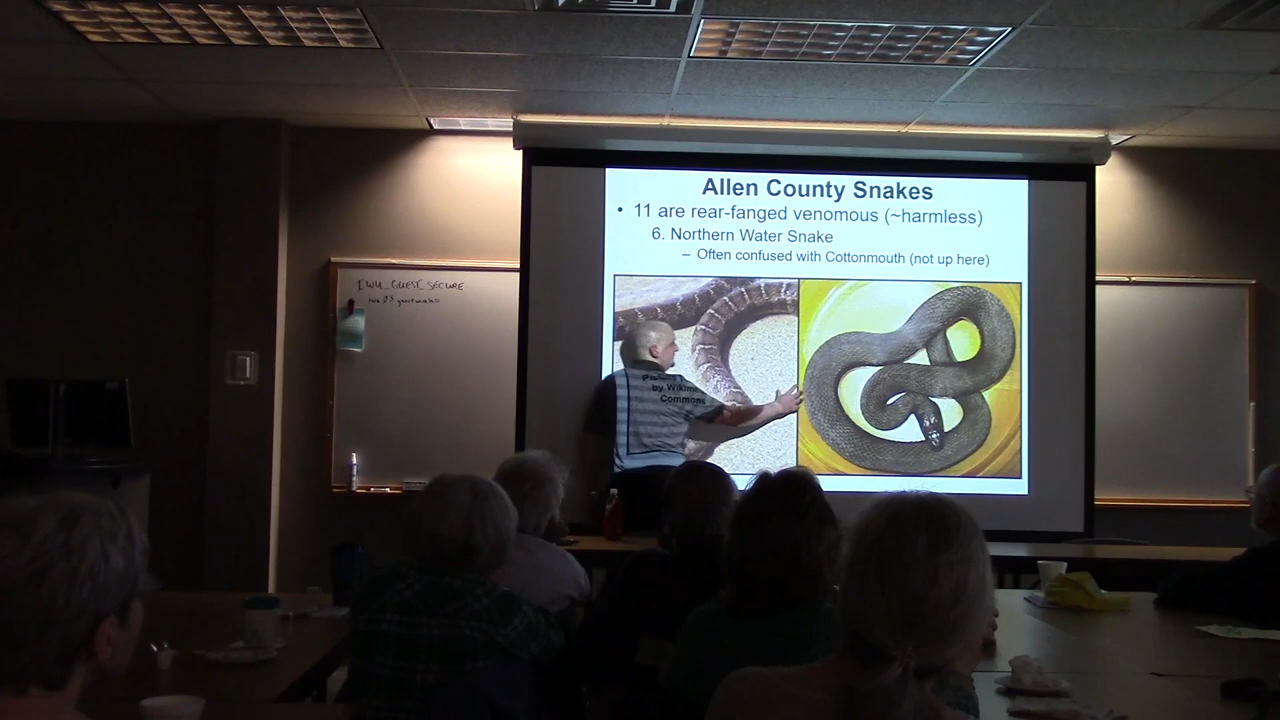 Allen County Snakes
• 11 are rear-fanged venomous (~harmless)
6. Northern Water Snake
– Often confused with Cottonmouth (not up here)
by Wikim
Commons
IWU_GUEST_SECURE